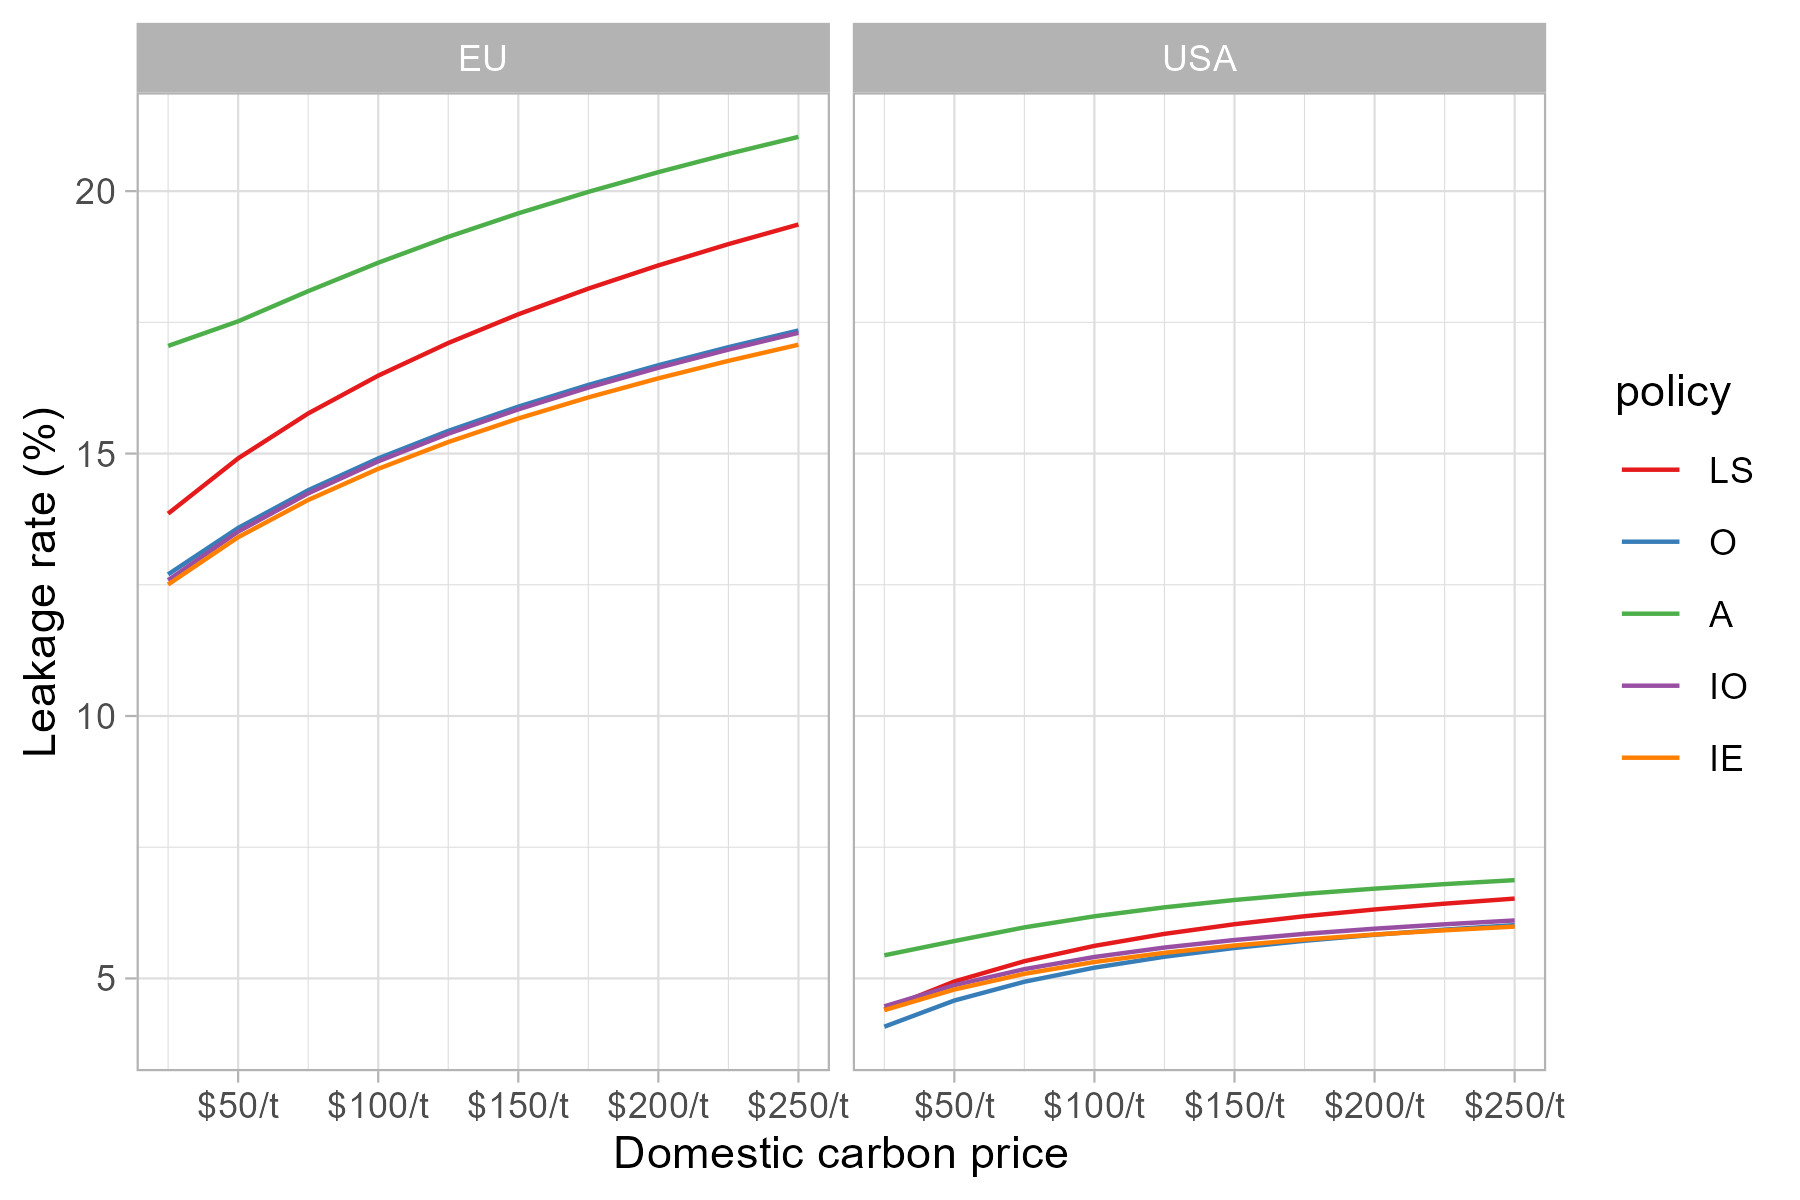 EU
USA
20
15
10
5
Leakage rate (%)
$50/t
$100/t
$150/t
$200/t
$250/t
$50/t
$100/t
$150/t
$200/t
$250/t
Domestic carbon price
policy
LS
O
A
IO
IE